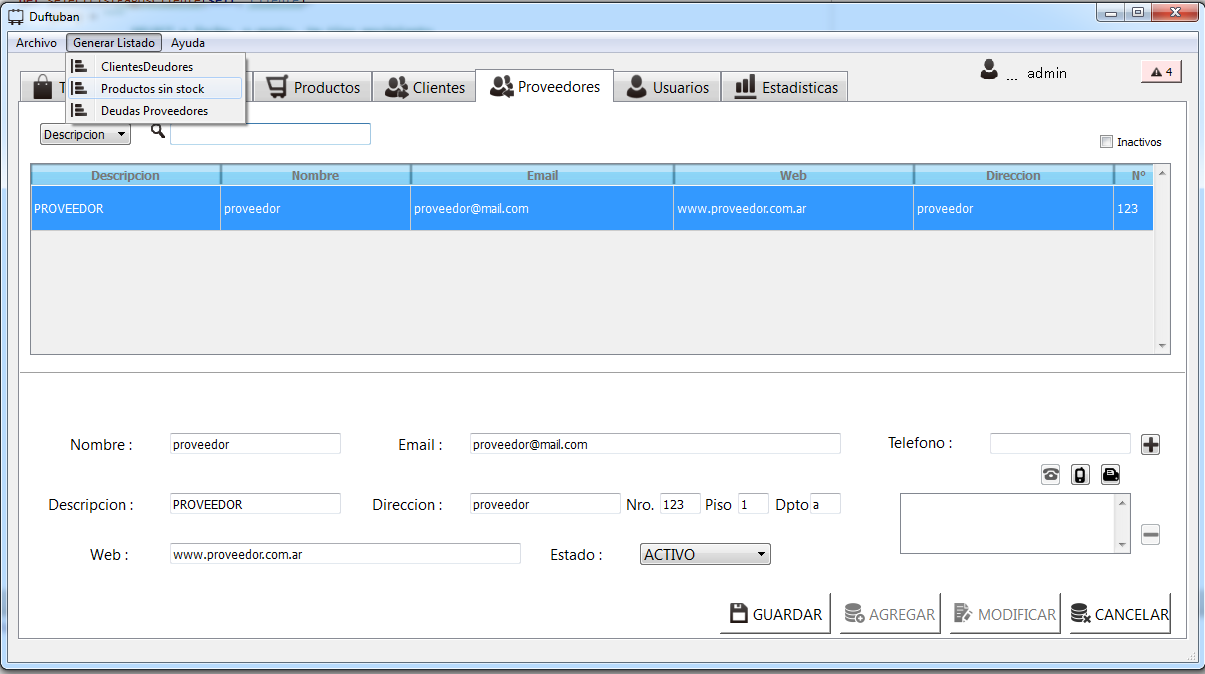 Duftuban
Archivo Generar Listado Ayuda
ClientesDeudores
Productos sin stock
Deudas Proveedores
Productos Clientes Proveedores Usuarios Estadisticas
... admin
4
Descripcion
Inactivos
Descripcion Nombre Email Web Direccion Nº
PROVEEDOR proveedor proveedor@mail.com www.proveedor.com.ar proveedor 123
Nombre : proveedor Email : proveedor@mail.com Telefono :
Descripcion : PROVEEDOR Direccion : proveedor Nro. 123 Piso 1 Dpto a
Web : www.proveedor.com.ar Estado : ACTIVO
GUARDAR AGREGAR MODIFICAR CANCELAR